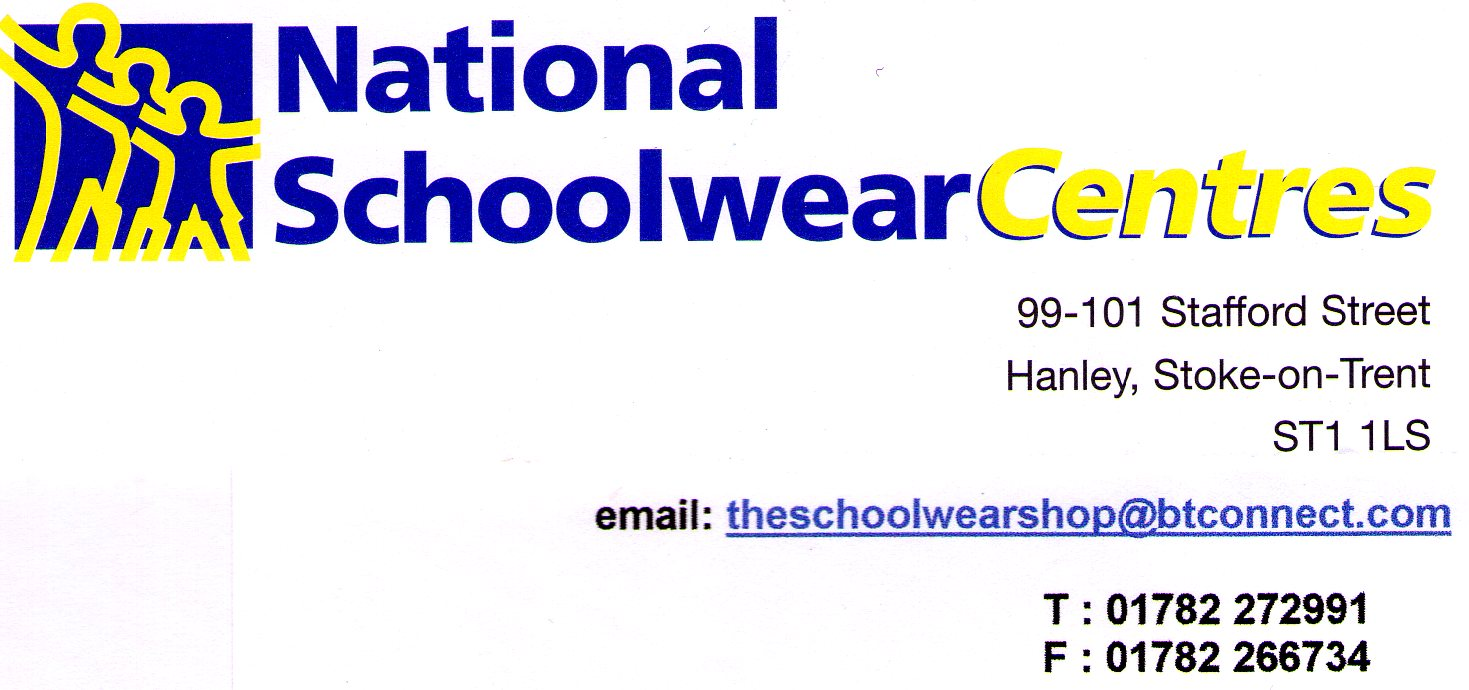 National
SchoolwearCentres
99-101 Stafford Street
Hanley, Stoke-on-Trent
ST1 1LS
email: theschoolwearshop@btconnect.com
T : 01782 272991
F : 01782 266734